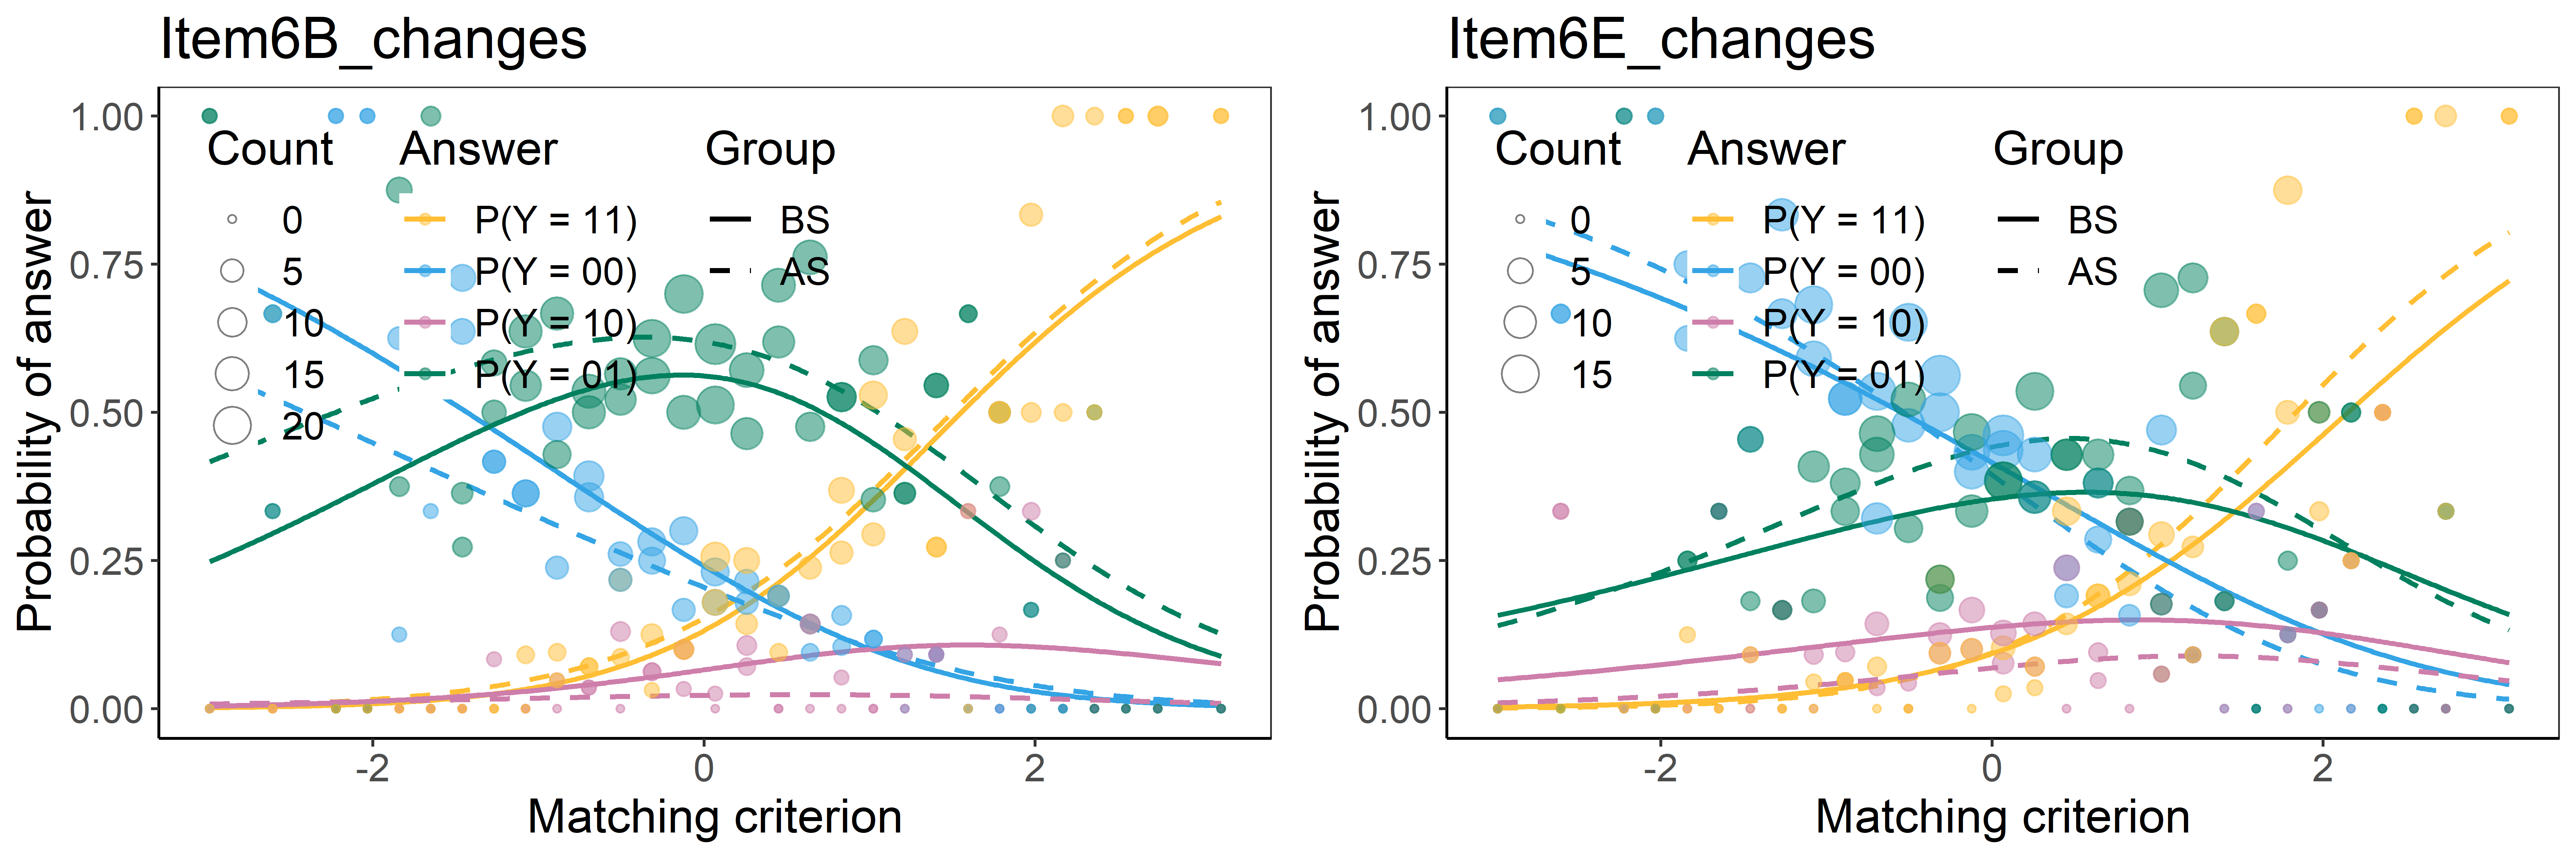 Item6B_changes
Probability of answer
1.00
0.75
0.50
0.25
0.00
Count
0
5
10
15
20
Answer
P(Y = 11)
P(Y = 00)
P(Y = 10)
P(Y = 01)
Group
BS
AS
-2 0 2
Matching criterion
Item6E_changes
Probability of answer
1.00
0.75
0.50
0.25
0.00
Count
0
5
10
15
Answer
P(Y = 11)
P(Y = 00)
P(Y = 10)
P(Y = 01)
Group
BS
AS
-2 0 2
Matching criterion